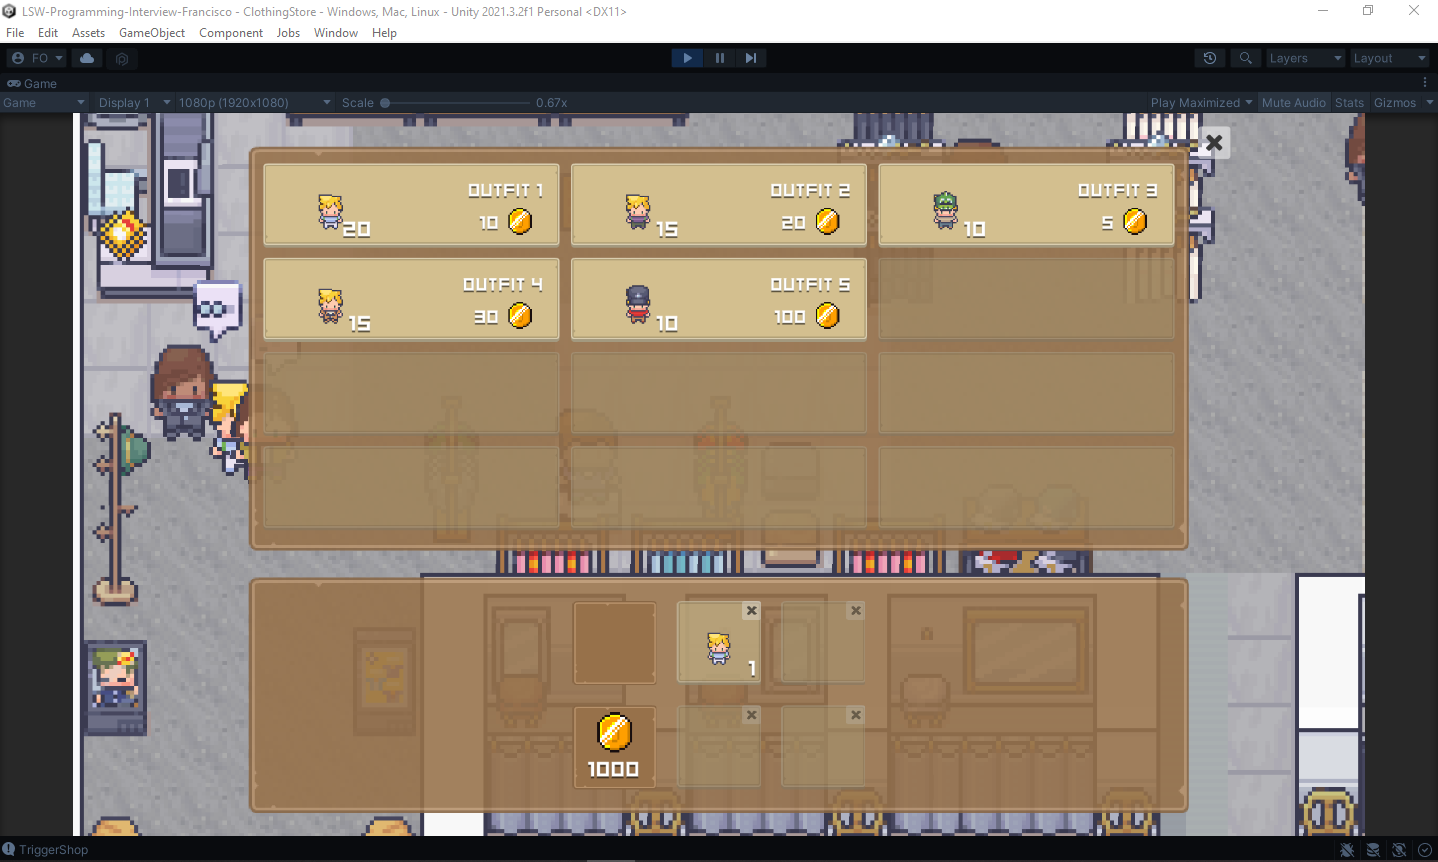 LSW-Programming-Interview-Francisco - ClothingStore - Windows, Mac, Linux - Unity 2021.3.2f1 Personal <DX11>
File Edit Assets GameObject Component Jobs Window Help
FO
Layers
Layout
Game
Game
Display 1
1080p (1920x1080)
Scale
0.67x
Play Maximized
Mute Audio
Stats
Gizmos
OUTFIT 1
10
20
OUTFIT 2
20
15
OUTFIT 3
5
10
OUTFIT 4
30
15
OUTFIT 5
100
10
1
1000
TriggerShop